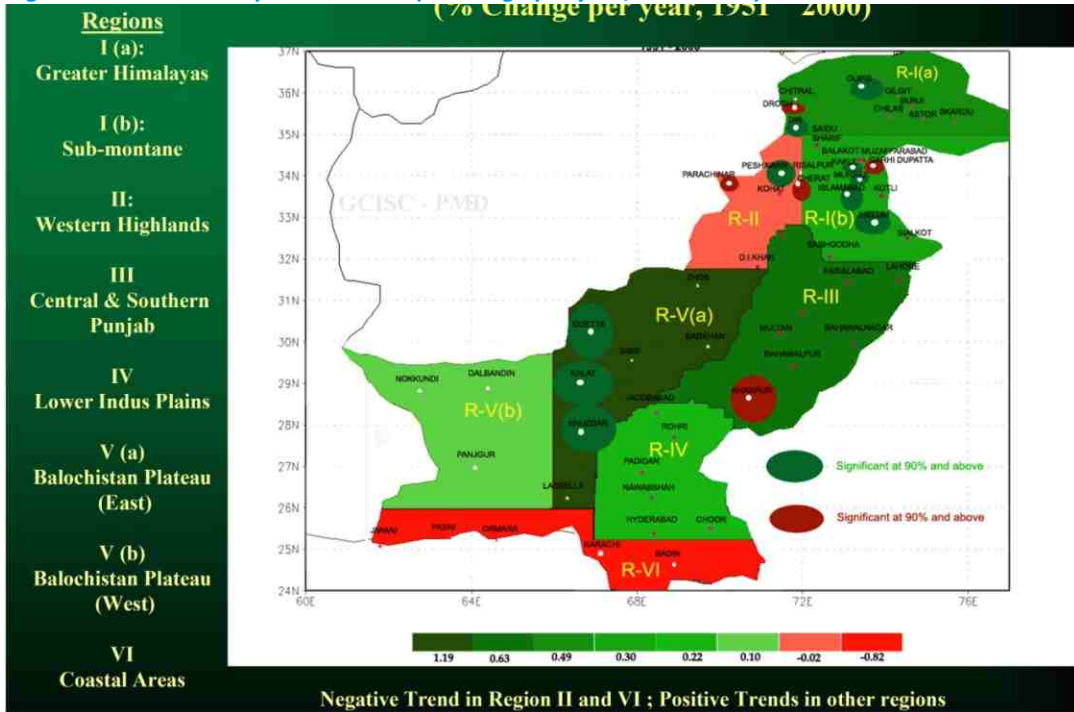 (% Change per year, 1951 2000)
Regions
I (a):
Greater Himalayas
I (b):
Sub-montane
II:
Western Highlands
III
Central & Southern
Punjab
IV
Lower Indus Plains
V (a)
Balochistan Plateau
(East)
V (b)
Balochistan Plateau
(West)
VI
Coastal Areas
37N
36N
35N
34N
33N
32N
31N
30N
29N
28N
27N
26N
25N
24N
60E
64E
68E
72E
76E
GCISC - PMD
R-I(a)
GILGIT
CHITRAL
DROSH
CHILAS
ASTOR
SKARDU
DIR
SAIDU
SHARIF
BALAKOT
MUZAFFARABAD
GARHI DUPATTA
PESHAWAR
RISALPUR
PARACHINAR
CHERAT
KOHAT
ISLAMABAD
KOTLI
R-II
R-I(b)
JHELUM
SIALKOT
SARGODHA
D.I.KHAN
FAISALABAD
LAHORE
ZHOB
R-III
R-V(a)
QUETTA
MULTAN
BAHAWALNAGAR
BARKHAN
SIBBI
BAHAWALPUR
KALAT
NOKKUNDI
DALBANDIN
KHANPUR
JACOBABAD
R-V(b)
KHUZDAR
ROHRI
R-IV
PANJGUR
PADIDAN
LASBELLA
NAWABSHAH
HYDERABAD
CHOOR
JIWANI
PASNI
ORMARA
KARACHI
BADIN
R-VI
Significant at 90% and above
Significant at 90% and above
1.19
0.63
0.49
0.30
0.22
0.10
-0.02
-0.82
Negative Trend in Region II and VI ; Positive Trends in other regions